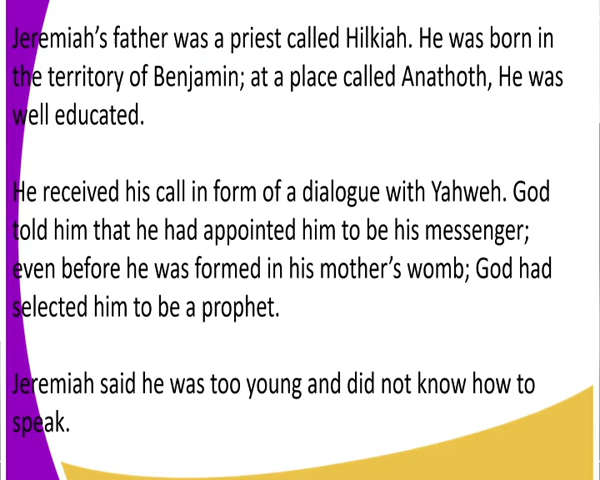 Jeremiah’s father was a priest called Hilkiah. He was born in
the territory of Benjamin; at a place called Anathoth, He was
well educated.
He received his call in form of a dialogue with Yahweh. God
told him that he had appointed him to be his messenger;
even before he was formed in his mother’s womb; God had
selected him to be a prophet.
Jeremiah said he was too young and did not know how to
speak.